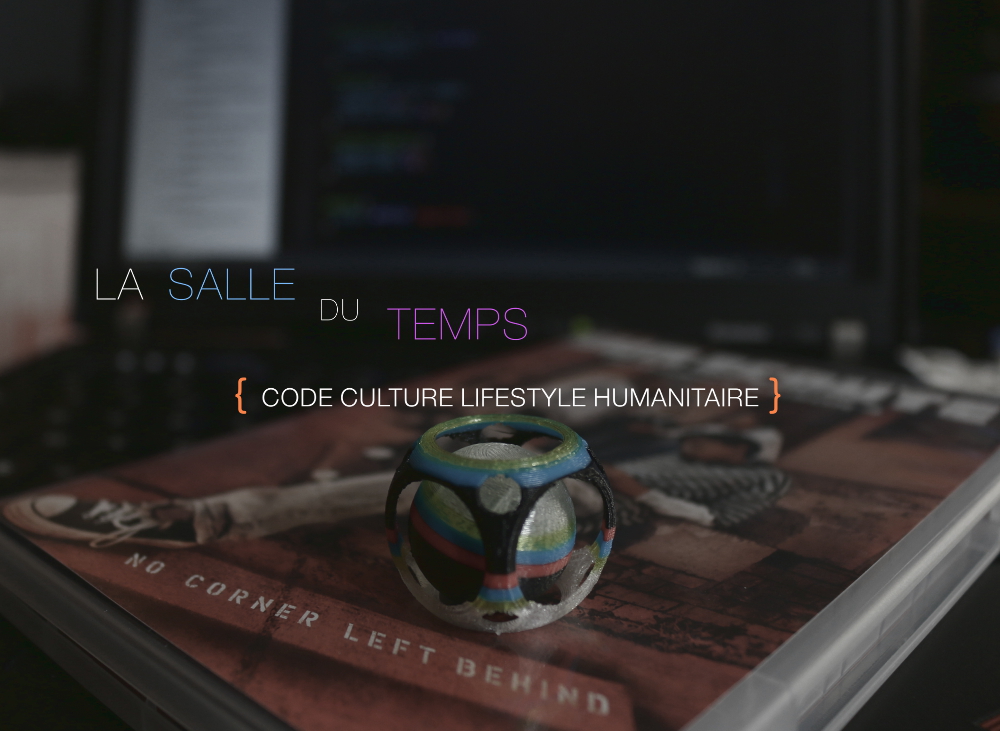 LA SALLE DU TEMPS
{ CODE CULTURE LIFESTYLE HUMANITAIRE }
NO CORNER LEFT BEHIND